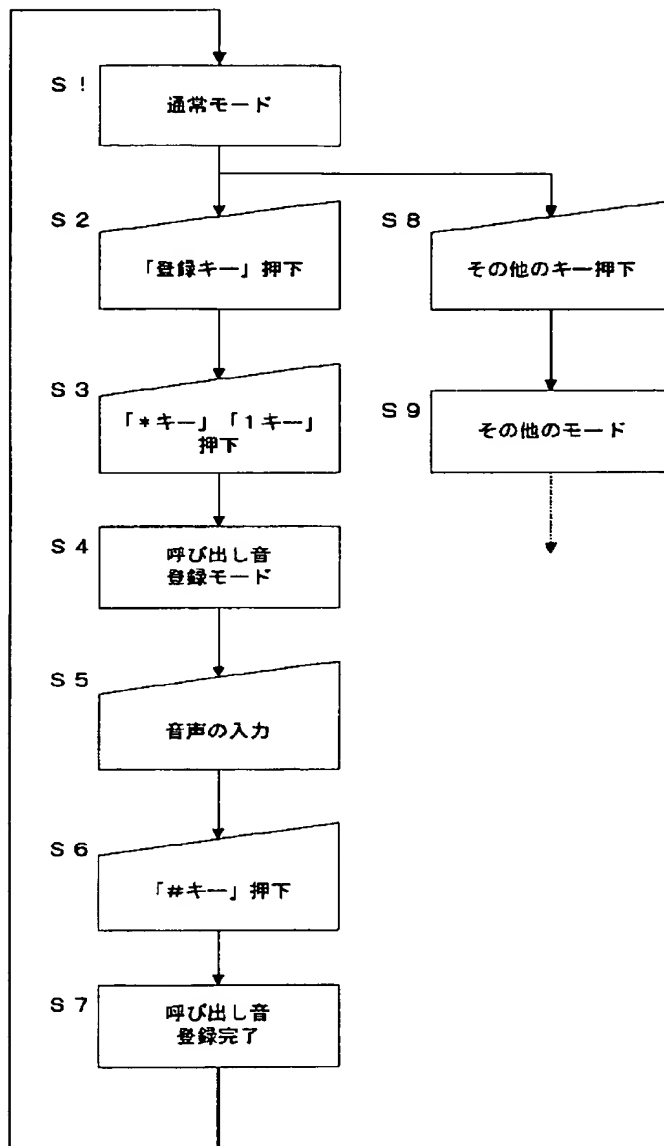 S!
通常モード
S2
「登録キー」押下
S8
その他のキー押下
S3
「*キー」「1キー」
押下
S9
その他のモード
S4
呼び出し音
登録モード
S5
音声の入力
S6
「#キー」押下
S7
呼び出し音
登録完了